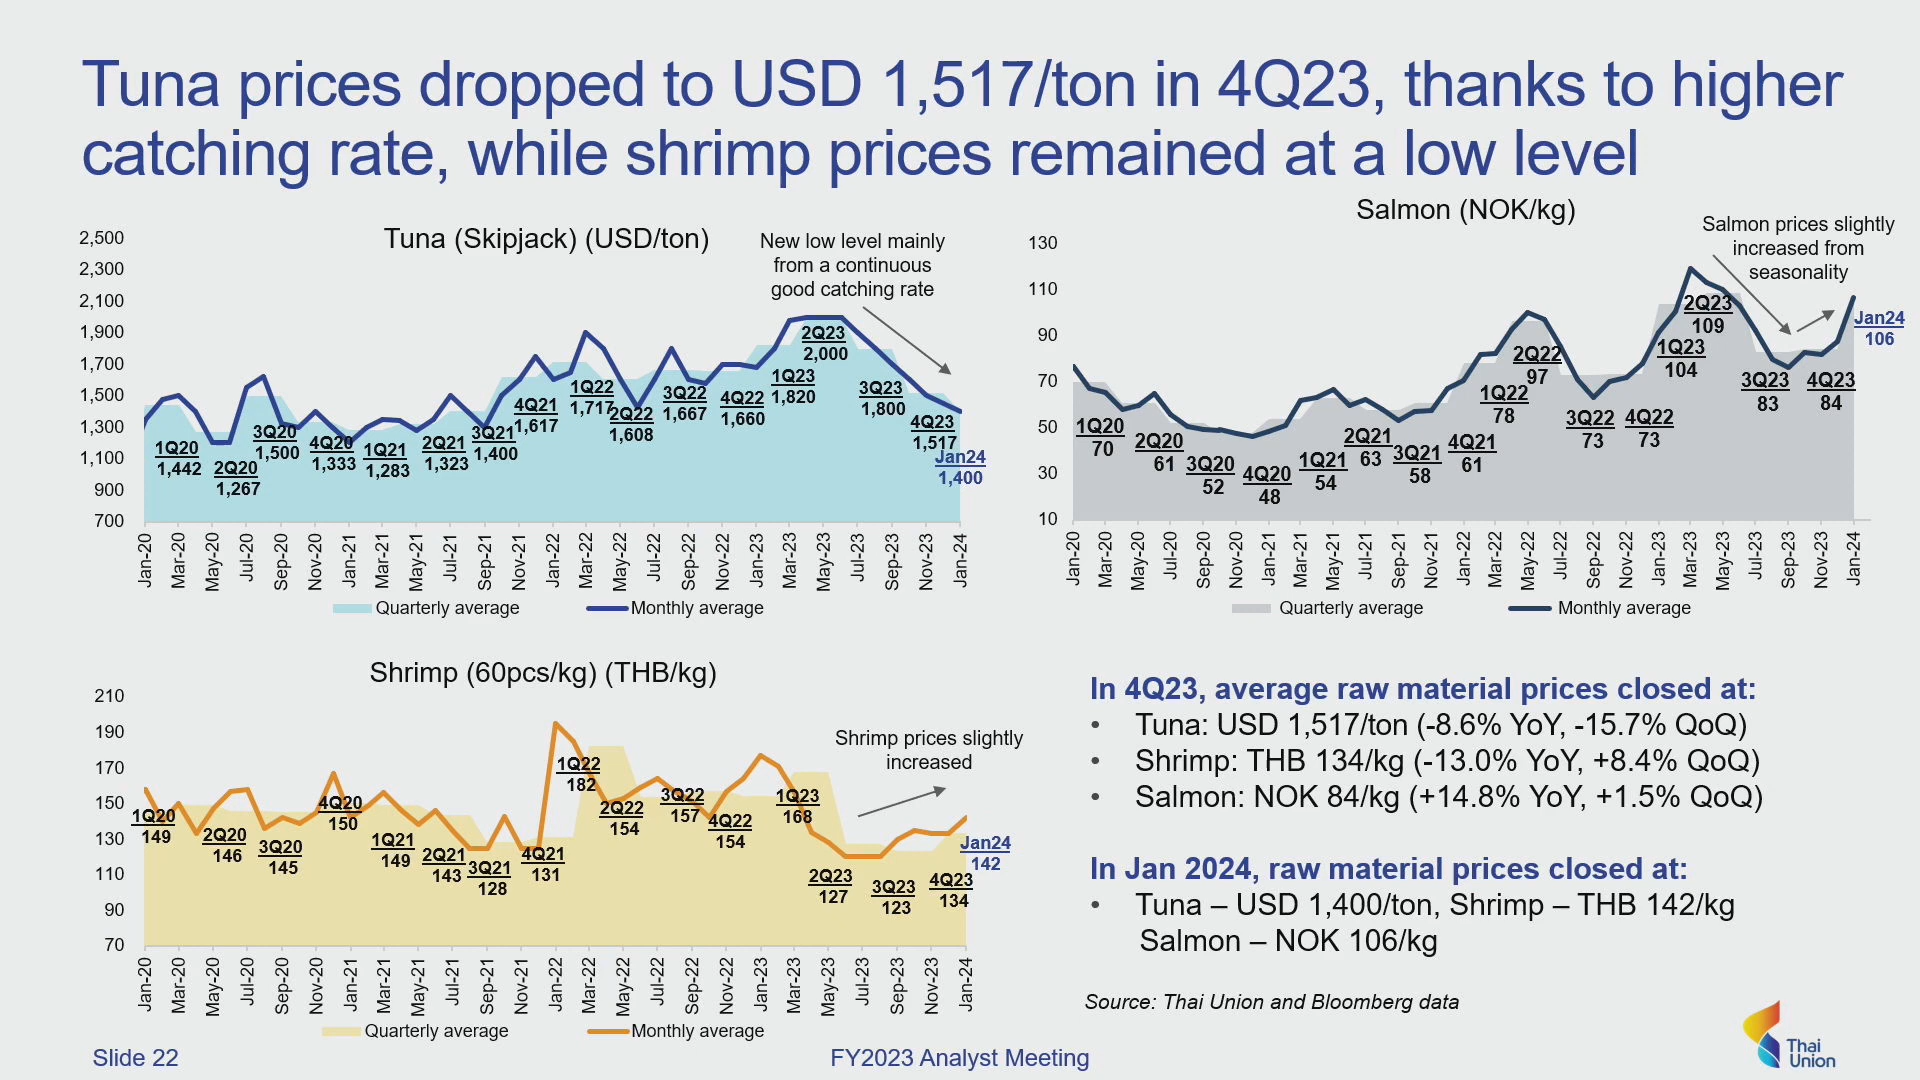 Tuna prices dropped to USD 1,517/ton in 4Q23, thanks to higher
catching rate, while shrimp prices remained at a low level
Tuna (Skipjack) (USD/ton)
New low level mainly
from a continuous
good catching rate
2,500
2,300
2,100
1,900
1,700
1,500
1,300
1,100
900
700
1Q20
1,442
2Q20
1,267
3Q20
1,500
4Q20
1,333
1Q21
1,283
2Q21
1,323
3Q21
1,400
4Q21
1,617
1Q22
1,717
2Q22
1,608
3Q22
1,667
4Q22
1,660
1Q23
1,820
2Q23
2,000
3Q23
1,800
4Q23
1,517
Jan24
1,400
Jan-20
Mar-20
May-20
Jul-20
Sep-20
Nov-20
Jan-21
Mar-21
May-21
Jul-21
Sep-21
Nov-21
Jan-22
Mar-22
May-22
Jul-22
Sep-22
Nov-22
Jan-23
Mar-23
May-23
Jul-23
Sep-23
Nov-23
Jan-24
Quarterly average
Monthly average
Salmon (NOK/kg)
Salmon prices slightly
increased from
seasonality
130
110
90
70
50
30
10
1Q20
70
2Q20
61
3Q20
52
4Q20
48
1Q21
54
2Q21
63
3Q21
58
4Q21
61
1Q22
78
2Q22
97
3Q22
73
4Q22
73
1Q23
104
2Q23
109
3Q23
83
4Q23
84
Jan24
106
Jan-20
Mar-20
May-20
Jul-20
Sep-20
Nov-20
Jan-21
Mar-21
May-21
Jul-21
Sep-21
Nov-21
Jan-22
Mar-22
May-22
Jul-22
Sep-22
Nov-22
Jan-23
Mar-23
May-23
Jul-23
Sep-23
Nov-23
Jan-24
Quarterly average
Monthly average
Shrimp (60pcs/kg) (THB/kg)
Shrimp prices slightly
increased
210
190
170
150
130
110
90
70
1Q20
149
2Q20
146
3Q20
145
4Q20
150
1Q21
149
2Q21
143
3Q21
128
4Q21
131
1Q22
182
2Q22
154
3Q22
157
4Q22
154
1Q23
168
2Q23
127
3Q23
123
4Q23
134
Jan24
142
Jan-20
Mar-20
May-20
Jul-20
Sep-20
Nov-20
Jan-21
Mar-21
May-21
Jul-21
Sep-21
Nov-21
Jan-22
Mar-22
May-22
Jul-22
Sep-22
Nov-22
Jan-23
Mar-23
May-23
Jul-23
Sep-23
Nov-23
Jan-24
Quarterly average
Monthly average
In 4Q23, average raw material prices closed at:
• Tuna: USD 1,517/ton (-8.6% YoY, -15.7% QoQ)
• Shrimp: THB 134/kg (-13.0% YoY, +8.4% QoQ)
• Salmon: NOK 84/kg (+14.8% YoY, +1.5% QoQ)
In Jan 2024, raw material prices closed at:
• Tuna – USD 1,400/ton, Shrimp – THB 142/kg
Salmon – NOK 106/kg
Source: Thai Union and Bloomberg data
Slide 22
FY2023 Analyst Meeting
Thai
Union